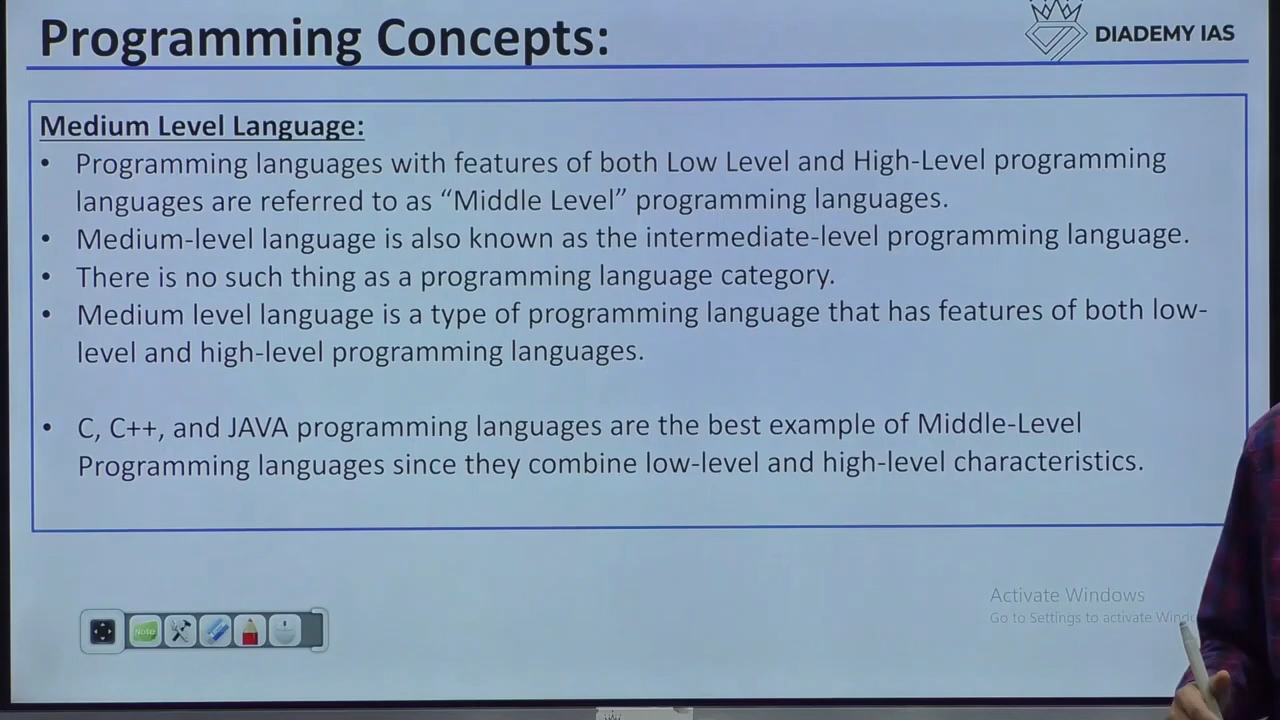 Programming Concepts:
DIADEMY IAS
Medium Level Language:
• Programming languages with features of both Low Level and High-Level programming
languages are referred to as “Middle Level” programming languages.
• Medium-level language is also known as the intermediate-level programming language.
• There is no such thing as a programming language category.
• Medium level language is a type of programming language that has features of both low-
level and high-level programming languages.
• C, C++, and JAVA programming languages are the best example of Middle-Level
Programming languages since they combine low-level and high-level characteristics.
Activate Windows
Go to Settings to activate
Note